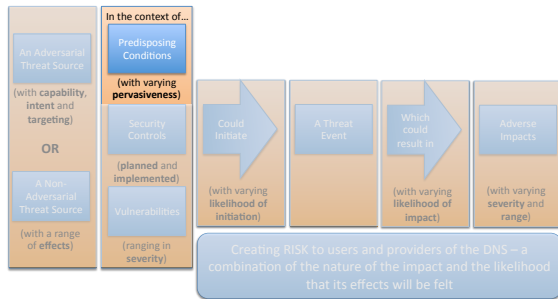 An Adversarial
Threat Source
(with capability,
intent and
targeting)
OR
A Non-
Adversarial
Threat Source
(with a range
of effects)
In the context of...
Predisposing
Conditions
(with varying
pervasiveness)
Security
Controls
(planned and
implemented)
Vulnerabilities
(ranging in
severity)
Could
Initiate
(with varying
likelihood of
initiation)
A Threat
Event
Which
could
result in
(with varying
likelihood of
impact)
Adverse
Impacts
(with varying
severity and
range)
Creating RISK to users and providers of the DNS – a
combination of the nature of the impact and the likelihood
that its effects will be felt